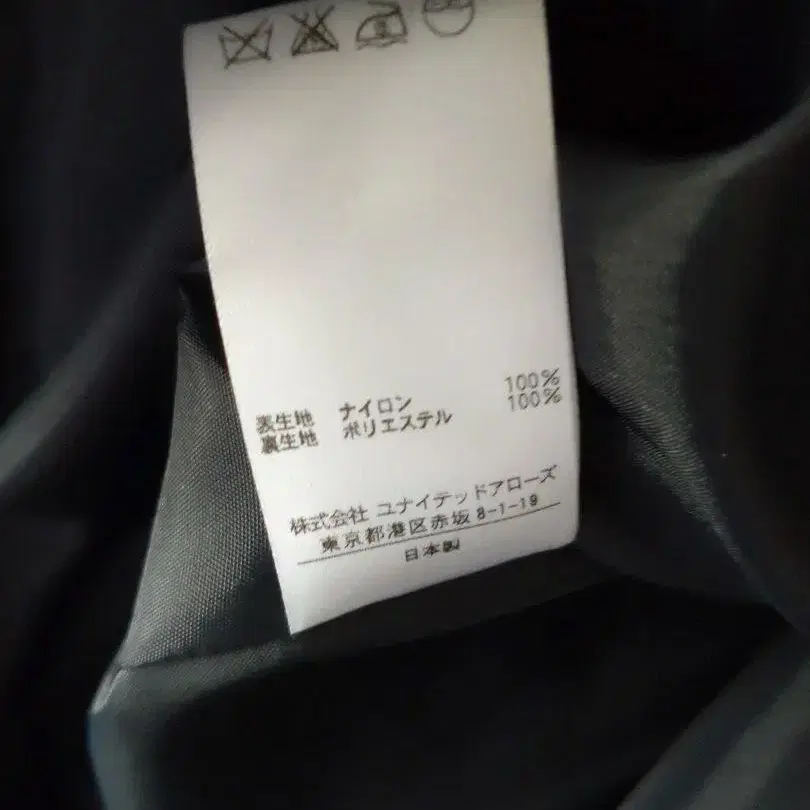 表生地 ナイロン 100%
裏生地 ポリエステル 100%
株式会社 ユナイテッドアローズ
東京都港区赤坂 8-1-19
日本製